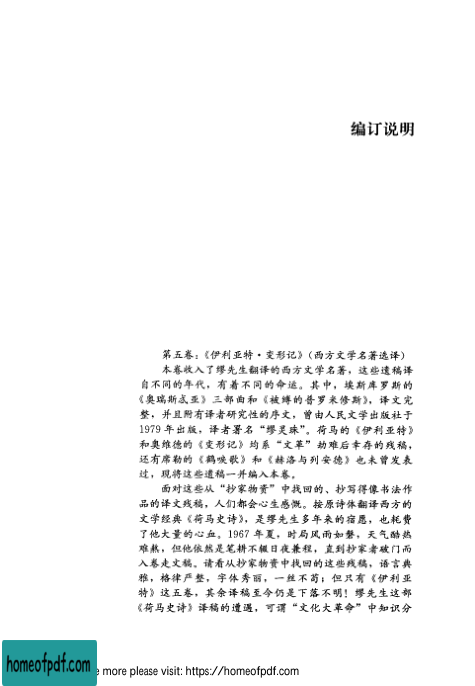 编订说明
第五卷：《伊利亚特·变形记》（西方文学名著选译）
本卷收入了缪先生翻译的西方文学名著，这些遗稿译
自不同的年代，有着不同的命运。其中，埃斯库罗斯的
《奥瑞斯忒亚》三部曲和《被缚的普罗米修斯》，译文完
整，并且附有译者研究性的序文，曾由人民文学出版社于
1979 年出版，译者署名“缪灵珠”。荷马的《伊利亚特》
和奥维德的《变形记》均系“文革”劫难后幸存的残稿，
还有席勒的《鹤唳歌》和《赫洛与列安德》也未曾发表
过，现将这些遗稿一并编入本卷。
面对这些从“抄家物资”中找回的、抄写得像书法作
品的译文残稿，人们都会心生感慨。按原诗体翻译西方的
文学经典《荷马史诗》，是缪先生多年来的宿愿，也耗费
了他大量的心血。1967 年夏，时局风雨如磐，天气酷热
难熬，但他依然是笔耕不辍日夜兼程，直到抄家者破门而
入卷走文稿。请看从抄家物资中找回的这些残稿，语言典
雅，格律严整，字体秀丽，一丝不苟；但只有《伊利亚
特》这五卷，其余译稿至今仍是下落不明！缪先生这部
《荷马史诗》译稿的遭遇，可谓“文化大革命”中知识分
homeofpdf.com
e more please visit: https://homeofpdf.com